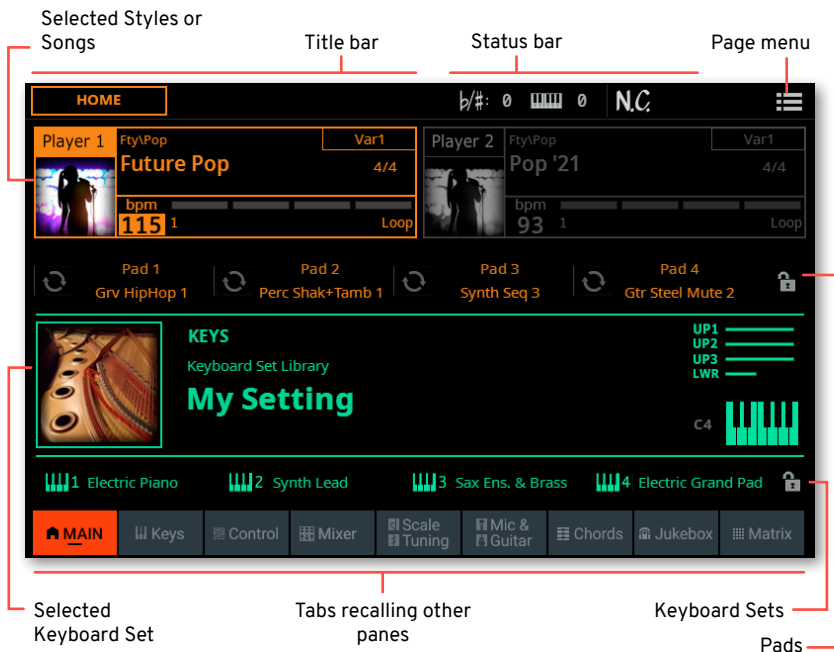 Selected Styles or
Songs
Title bar
Status bar
Page menu
HOME
b/#: 0 0 N.C.
Player 1 Fty\Pop Var1
Future Pop
4/4
bpm
115 1 Loop
Player 2 Fty\Pop Var1
Pop '21
4/4
bpm
93 1 Loop
Pad 1 Pad 2 Pad 3 Pad 4
Grv HipHop 1 Perc Shak+Tamb 1 Synth Seq 3 Gtr Steel Mute 2
KEYS
Keyboard Set Library
My Setting
UP1
UP2
UP3
LWR
C4
1 Electric Piano 2 Synth Lead 3 Sax Ens. & Brass 4 Electric Grand Pad
MAIN Keys Control Mixer Scale Tuning Mic & Guitar Chords Jukebox Matrix
Selected
Keyboard Set
Tabs recalling other
panes
Keyboard Sets
Pads